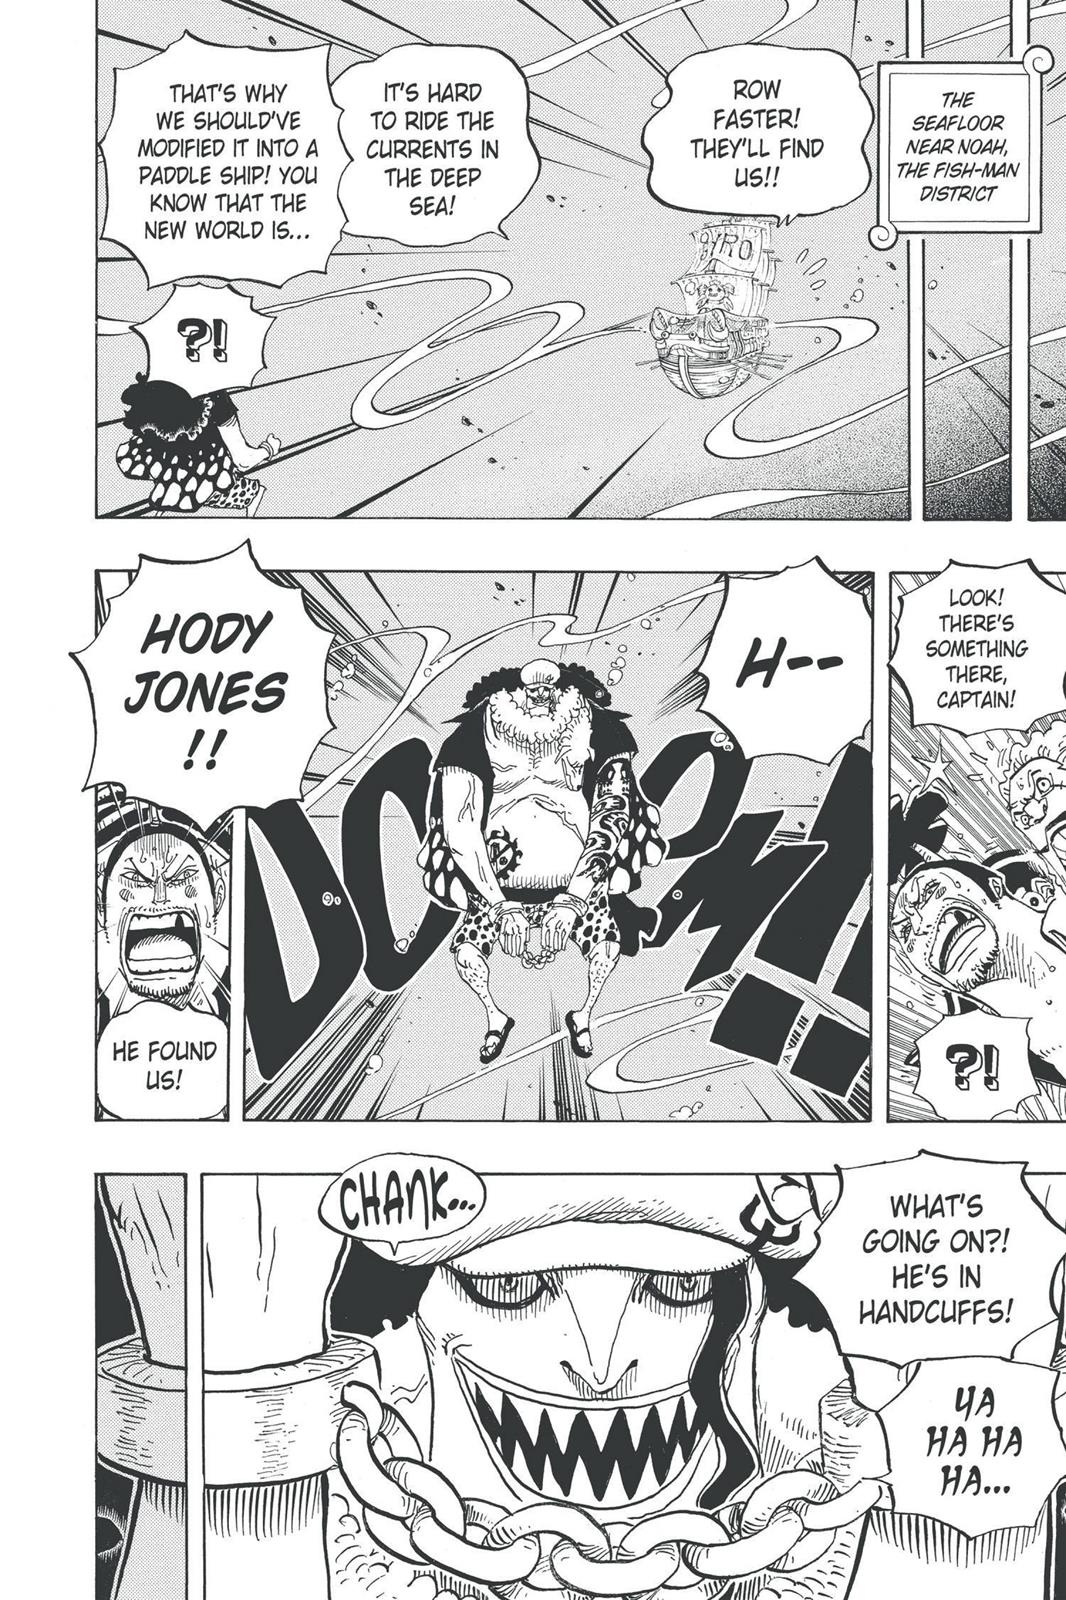 THE
SEAFLOOR
NEAR NOAH,
THE FISH-MAN
DISTRICT
ROW
FASTER!
THEY'LL FIND
US!!
IT'S HARD
TO RIDE THE
CURRENTS IN
THE DEEP
SEA!
THAT'S WHY
WE SHOULD'VE
MODIFIED IT INTO A
PADDLE SHIP! YOU
KNOW THAT THE
NEW WORLD IS...
GYRO
?!
LOOK!
THERE'S
SOMETHING
THERE,
CAPTAIN!
?!
H--
DOOM!!
HODY
JONES
!!
HE FOUND
US!
WHAT'S
GOING ON?!
HE'S IN
HANDCUFFS!
YA
HA HA
HA...
CHANK...